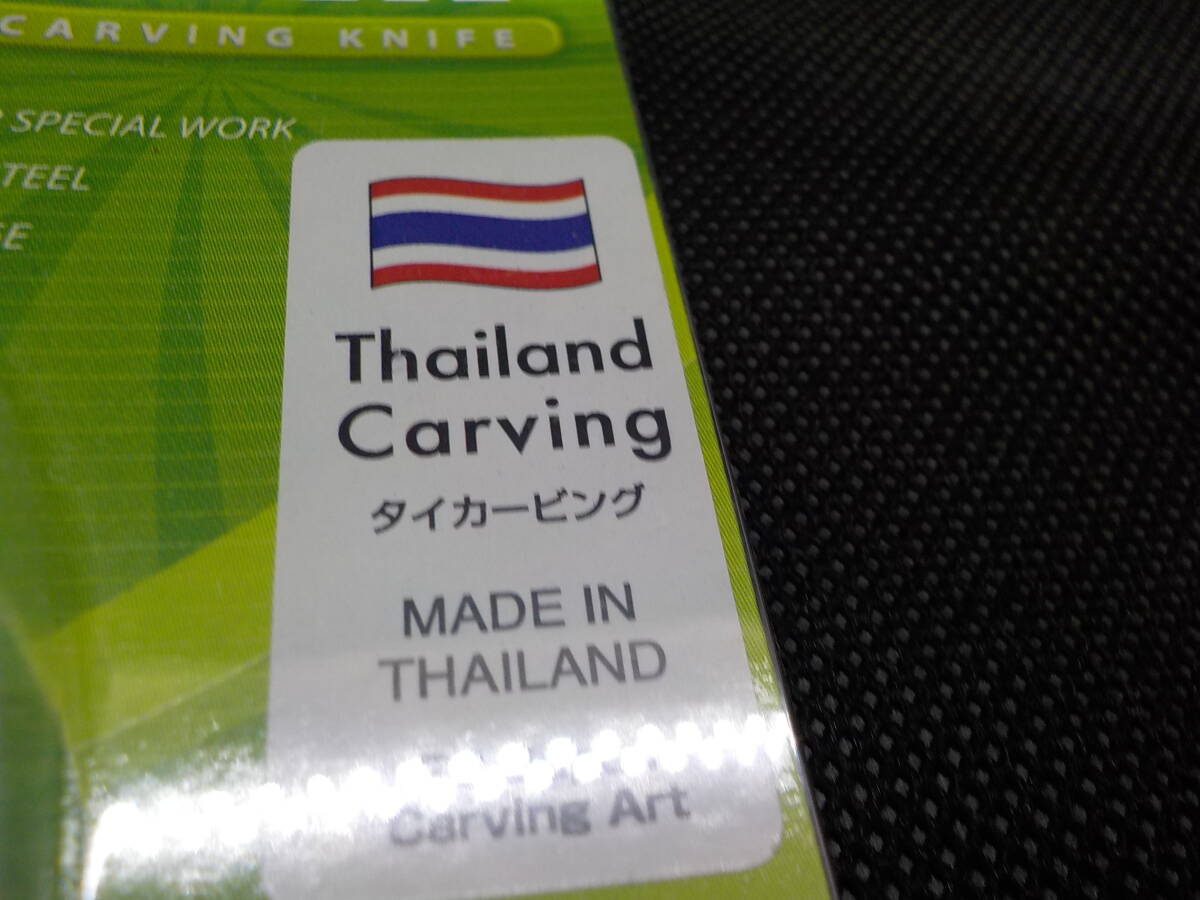 CARVING KNIFE
SPECIAL WORK
TEEL
SE
Thailand
Carving
タイカービング
MADE IN
THAILAND
Carving Art